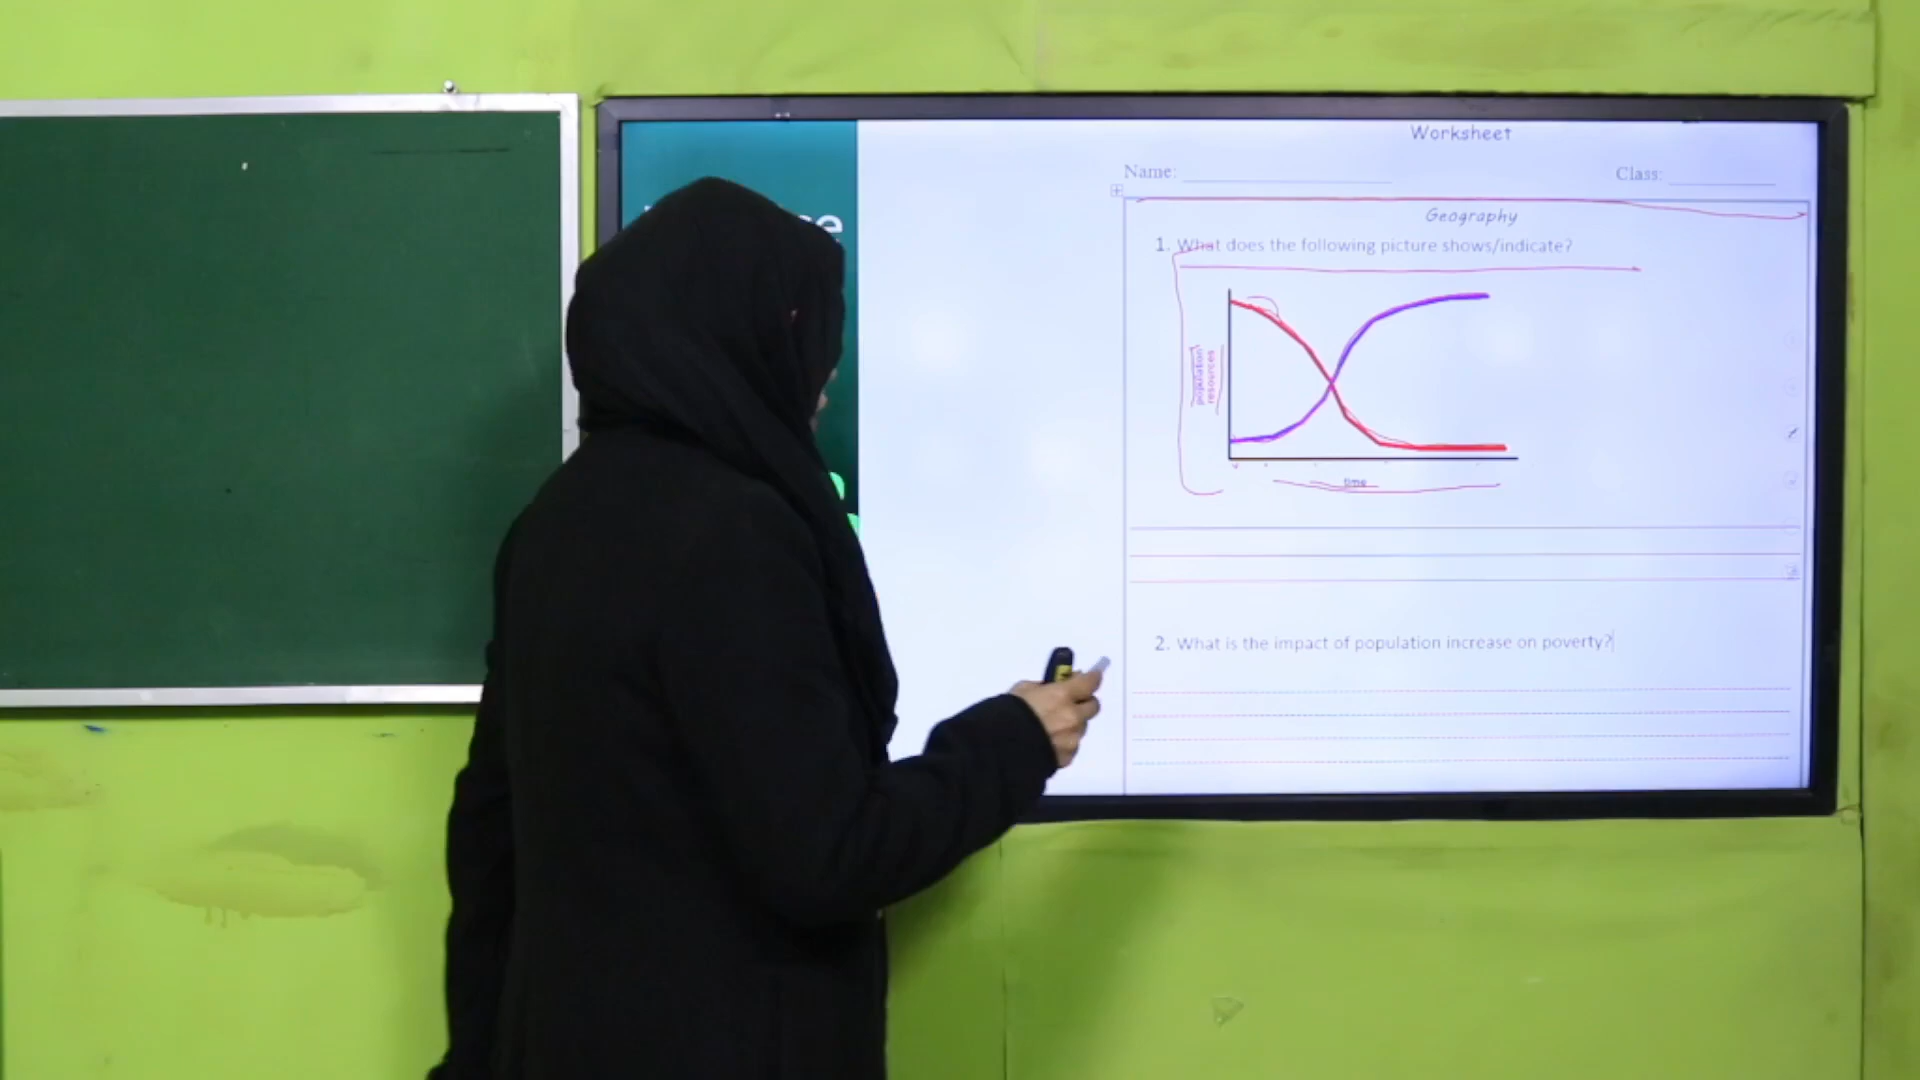 Worksheet
Name: Class:
Geography
1. What does the following picture shows/indicate?
population
resources
time
2. What is the impact of population increase on poverty?